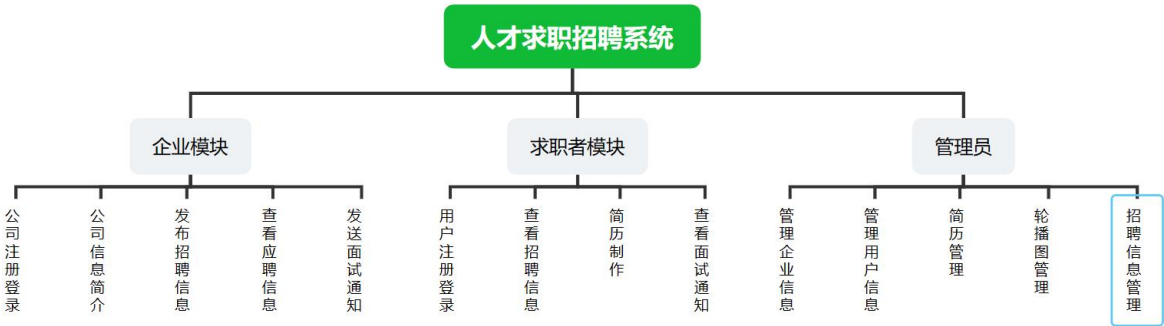 人才求职招聘系统
企业模块
求职者模块
管理员
公司注册登录
公司信息简介
发布招聘信息
查看应聘信息
发送面试通知
用户注册登录
查看招聘信息
简历制作
查看面试通知
管理企业信息
管理用户信息
简历管理
轮播图管理
招聘信息管理